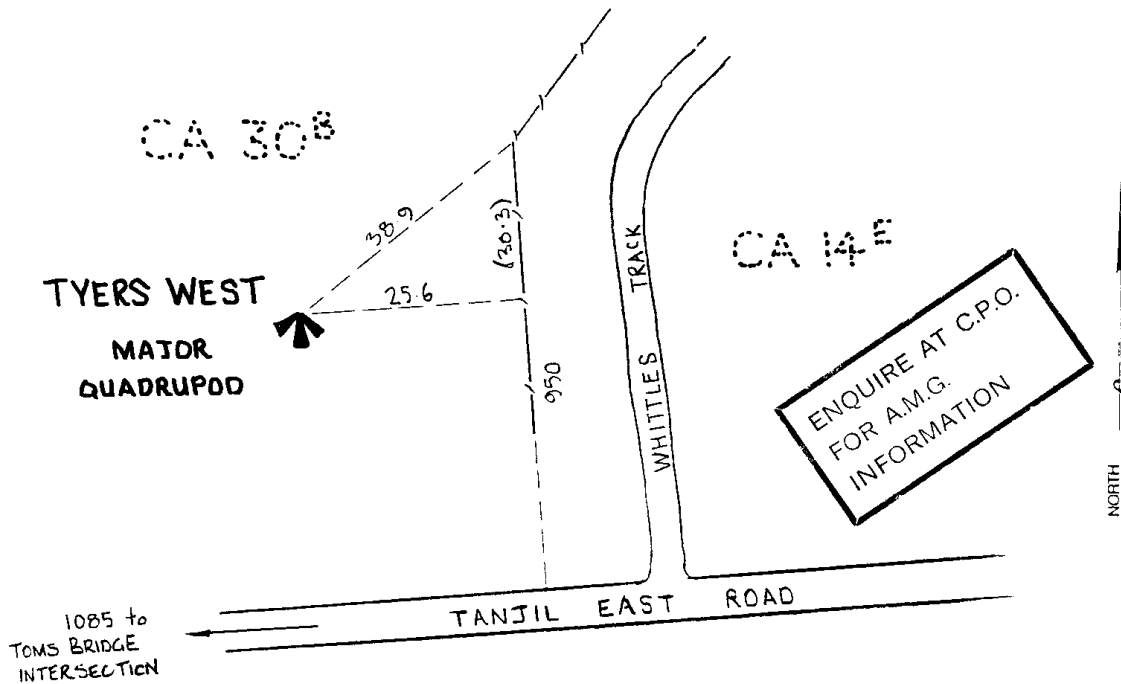 CA 30B
38.9
(30.3)
TRACK
CA 14E
TYERS WEST
25.6
MAJOR
QUADRUPOD
950
WHITTLES
ENQUIRE AT C.P.O.
FOR A.M.G.
INFORMATION
NORTH
TANJIL EAST ROAD
1085 to
TOMS BRIDGE
INTERSECTION